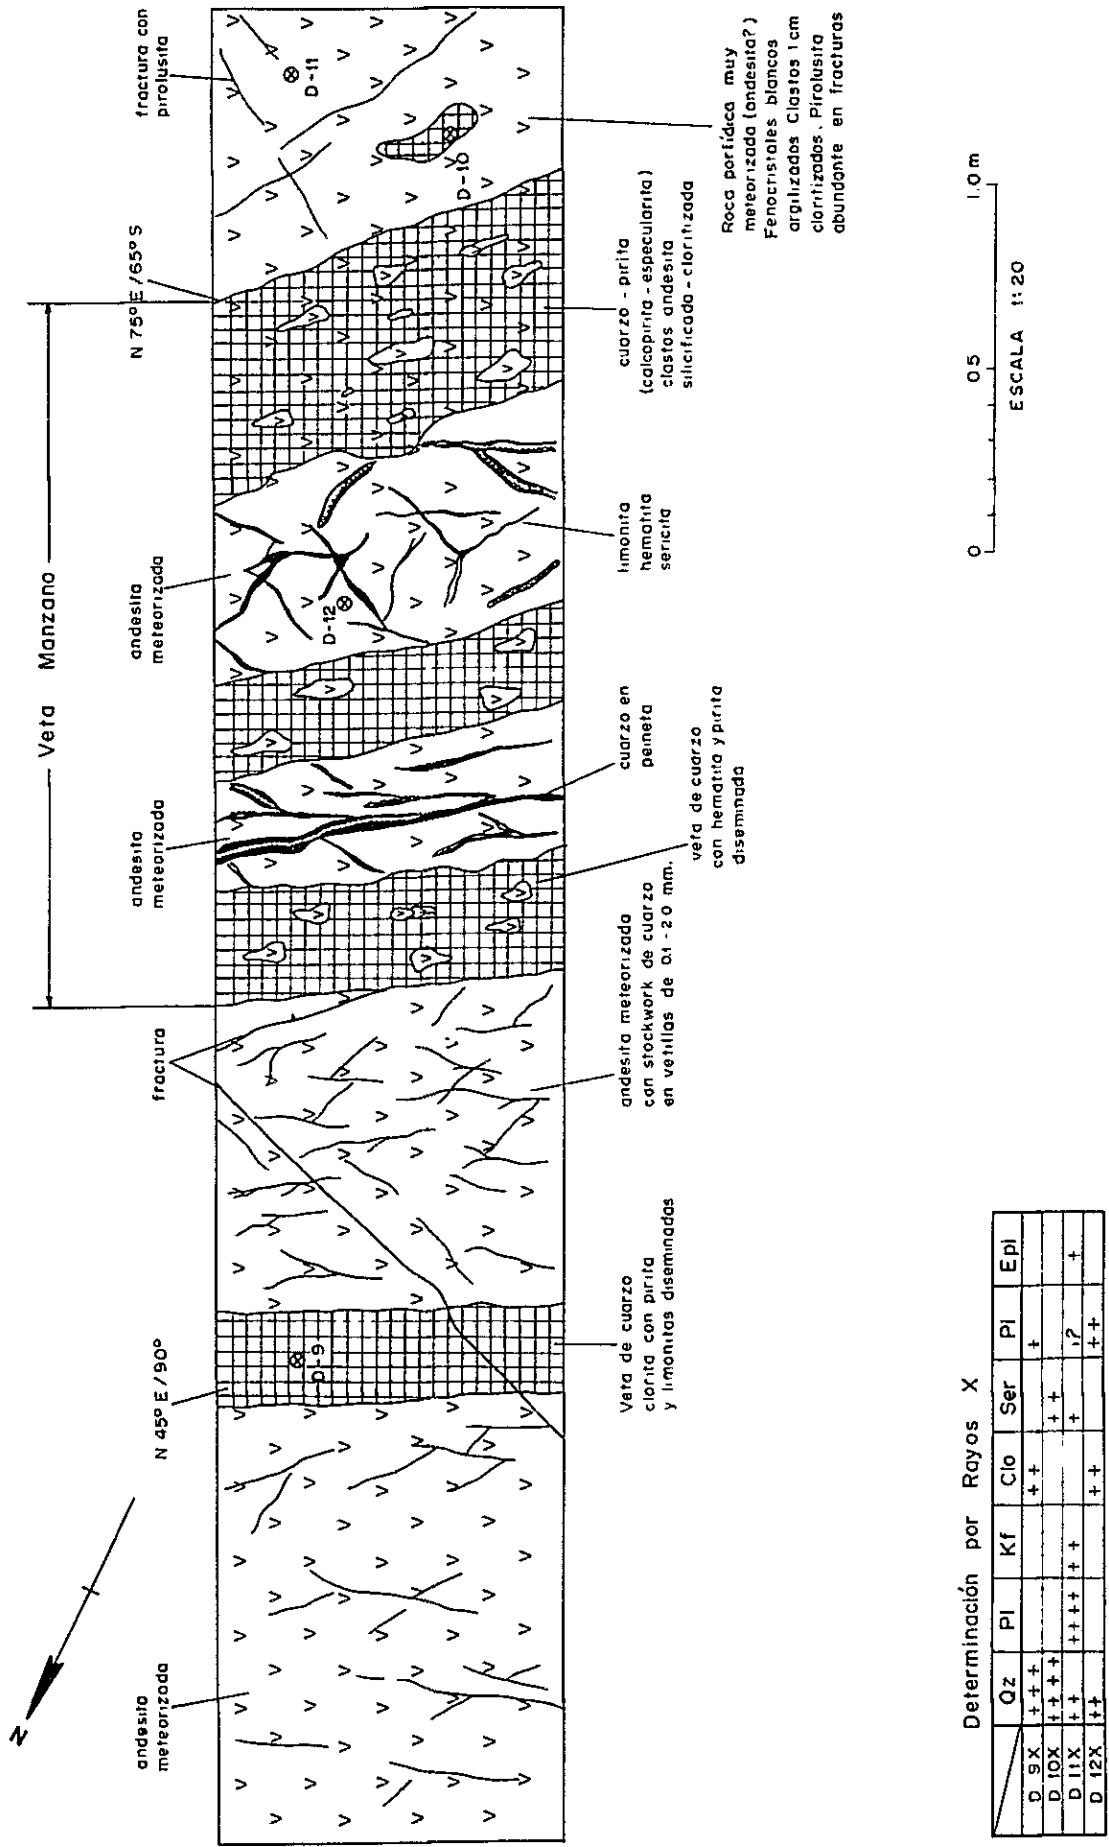 N
Veta Manzano
andesita
meteorizada
N 45° E / 90°
fractura
andesita
meteorizada
andesita
meteorizada
N 75° E / 65° S
fractura con
pirolusita
D-9
D-12
D-10
D-11
Veta de cuarzo
clorita con pirita
y limonitas diseminadas
andesita meteorizada
con stockwork de cuarzo
en vetillas de 0.1 - 2.0 mm.
veta de cuarzo
con hematita y pirita
diseminada
cuarzo en
peineta
limonita
hematita
sericita
cuarzo - pirita
(calcopirita - especularita)
clastos andesita
silicificada - cloritizada
Roca porfídica muy
meteorizada (andesita?)
Fenocristales blancos
argilizados Clastos 1 cm
cloritizados. Pirolusita
abundante en fracturas
0 0.5 1.0 m
ESCALA 1:20
Determinación por Rayos X
Qz Pl Kf Clo Ser Pi Epi
D 9X +++ ++ +
D 10X ++++ ++
D 11X ++ ++++ ++ + ,? +
D 12X ++ ++ ++